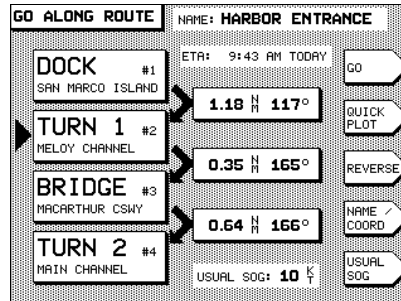 GO ALONG ROUTE
NAME: HARBOR ENTRANCE
ETA: 9:43 AM TODAY
DOCK #1
SAN MARCO ISLAND
1.18 NM 117°
TURN 1 #2
MELOY CHANNEL
0.35 NM 165°
BRIDGE #3
MACARTHUR CSWY
0.64 NM 166°
TURN 2 #4
MAIN CHANNEL
USUAL SOG: 10 KT
GO
QUICK
PLOT
REVERSE
NAME /
COORD
USUAL
SOG